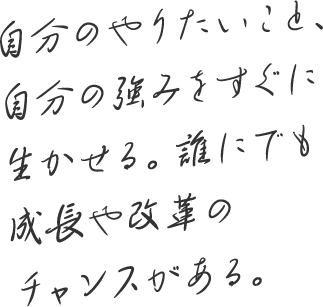 自分のやりたいこと、
自分の強みをすぐに
生かせる。誰にでも
成長や改革の
チャンスがある。